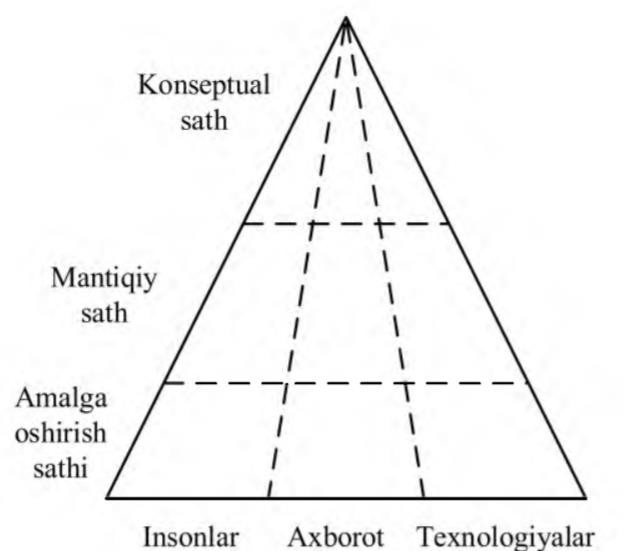 Konseptual
sath
Mantiqiy
sath
Amalga
oshirish
sathi
Insonlar Axborot Texnologiyalar